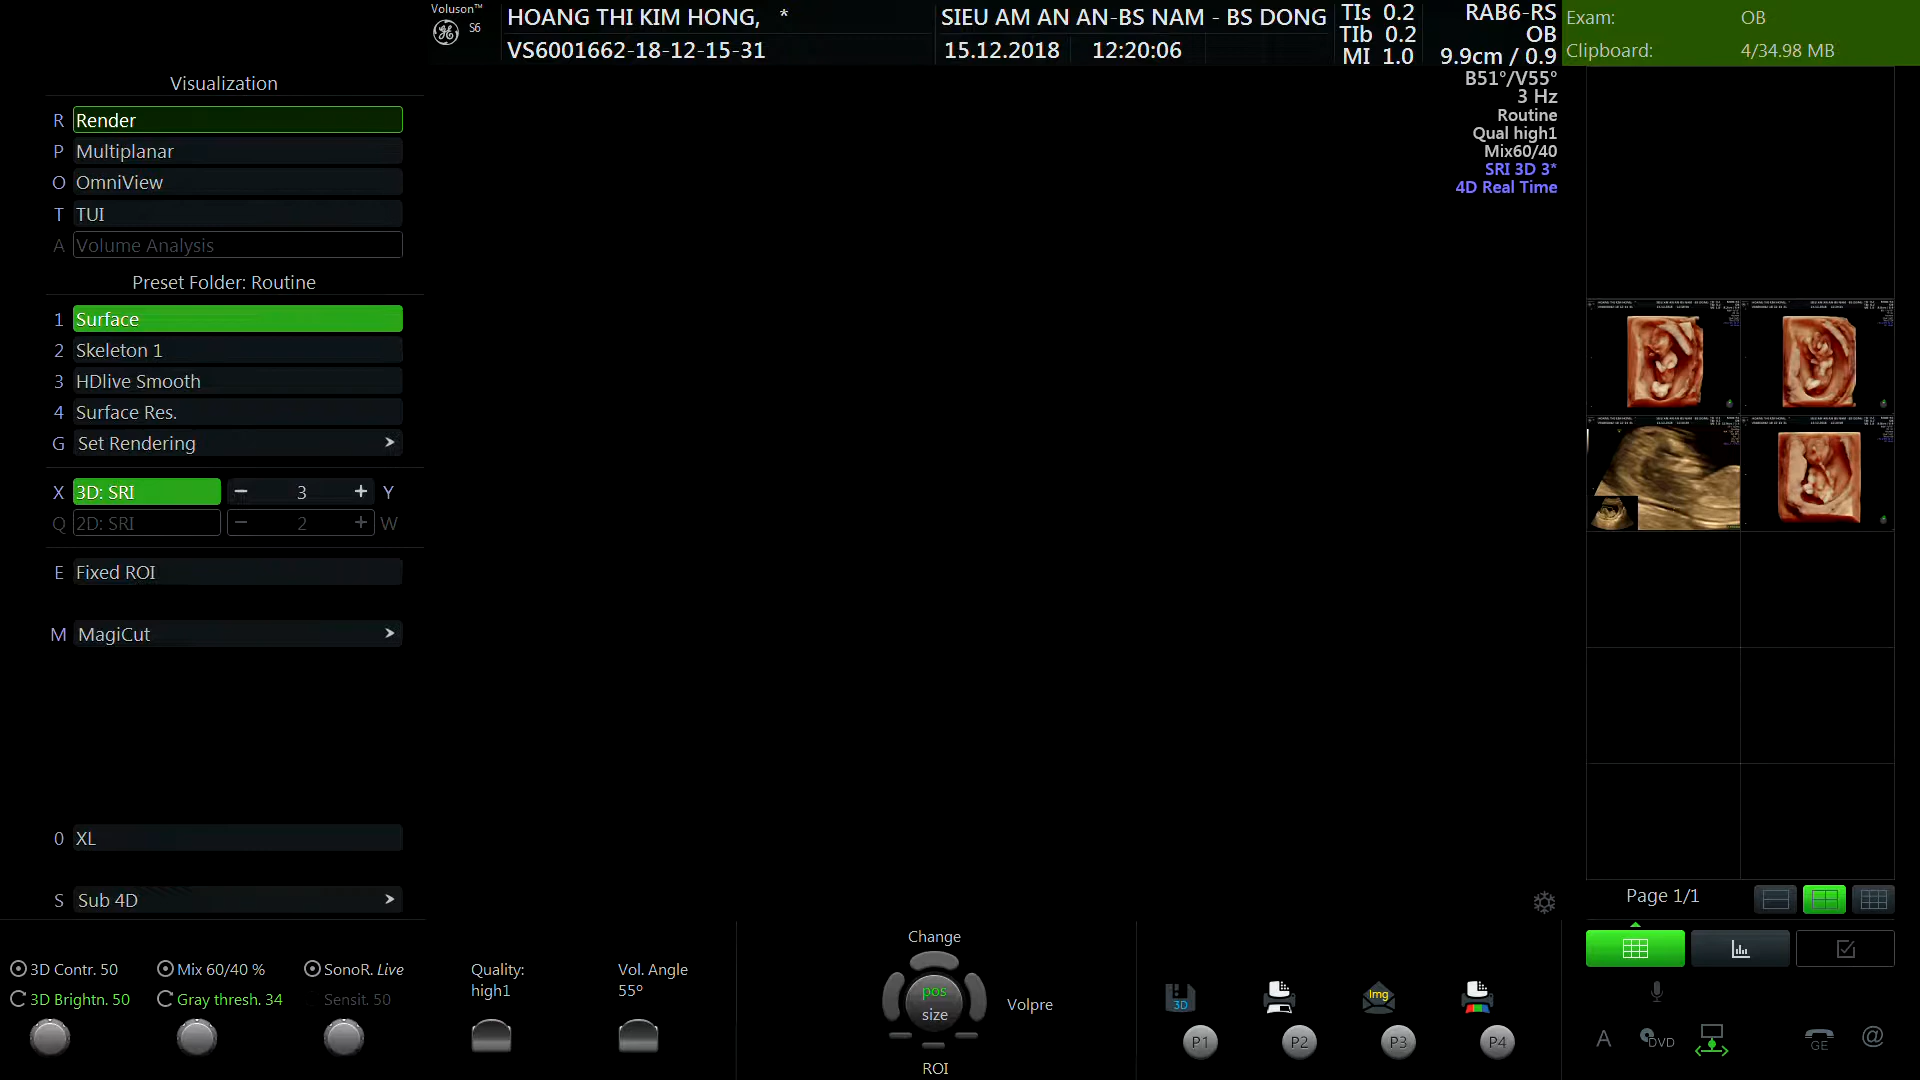 Voluson™
S6
HOANG THI KIM HONG, *
VS6001662-18-12-15-31
SIEU AM AN AN-BS NAM - BS DONG
15.12.2018 12:20:06
TIs 0.2
TIb 0.2
MI 1.0
RAB6-RS
OB
9.9cm / 0.9
B51°/V55°
3 Hz
Routine
Qual high1
Mix60/40
SRI 3D 3*
4D Real Time
Exam: OB
Clipboard: 4/34.98 MB
Visualization
R Render
P Multiplanar
O OmniView
T TUI
A Volume Analysis
Preset Folder: Routine
1 Surface
2 Skeleton 1
3 HDlive Smooth
4 Surface Res.
G Set Rendering >
X 3D: SRI − 3 + Y
Q 2D: SRI − 2 + W
E Fixed ROI
M MagiCut >
0 XL
S Sub 4D >
3D Contr. 50
3D Brightn. 50
Mix 60/40 %
Gray thresh. 34
SonoR. Live
Sensit. 50
Quality:
high1
Vol. Angle
55°
Change
pos
size
Volpre
ROI
3D
Img
P1
P2
P3
P4
Page 1/1
A
DVD
GE
@